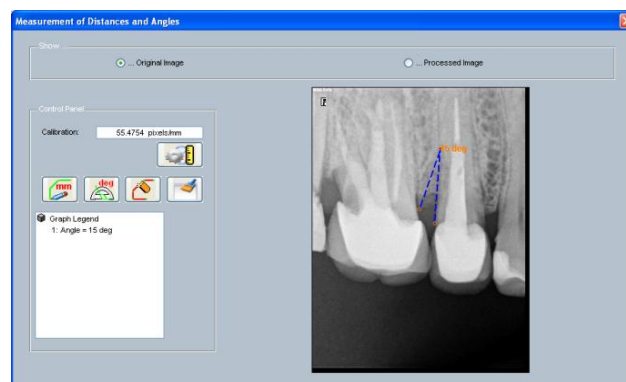 Measurement of Distances and Angles
Show
... Original Image
... Processed Image
Control Panel
Calibration: 55.4754 pixels/mm
mm
deg
Graph Legend
1: Angle = 15 deg
15 deg